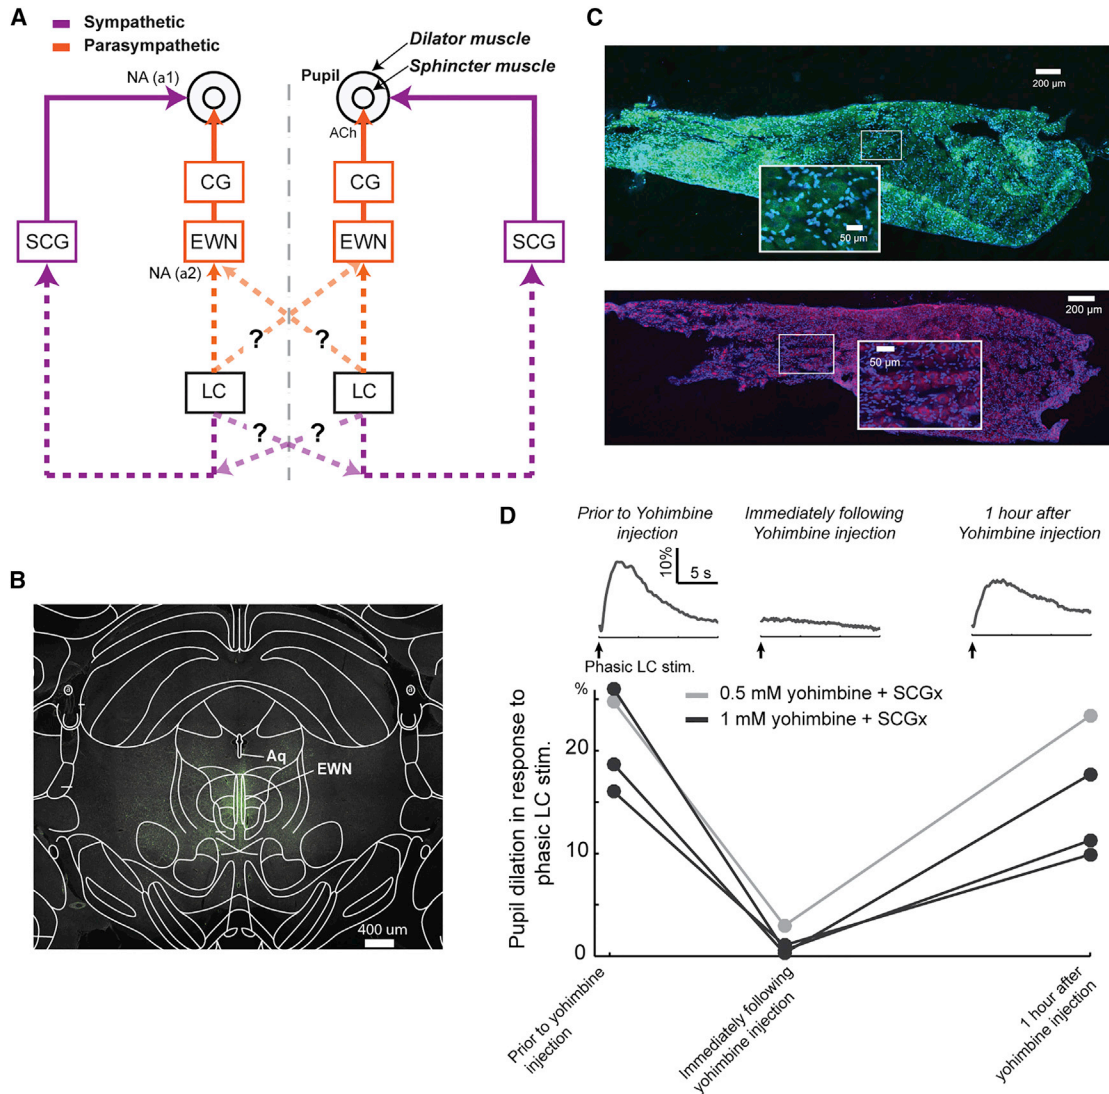 A
Sympathetic
Parasympathetic
NA (a1)
Pupil
Dilator muscle
Sphincter muscle
ACh
CG
CG
SCG
EWN
EWN
SCG
NA (a2)
?
?
LC
LC
?
?
B
Aq
EWN
400 um
C
200 μm
50 μm
200 μm
50 μm
D
Prior to Yohimbine
injection
Immediately following
Yohimbine injection
1 hour after
Yohimbine injection
10%
5 s
Phasic LC stim.
%
0.5 mM yohimbine + SCGx
1 mM yohimbine + SCGx
20
10
0
Pupil dilation in response to
phasic LC stim.
Prior to yohimbine
injection
Immediately following
yohimbine injection
1 hour after
yohimbine injection